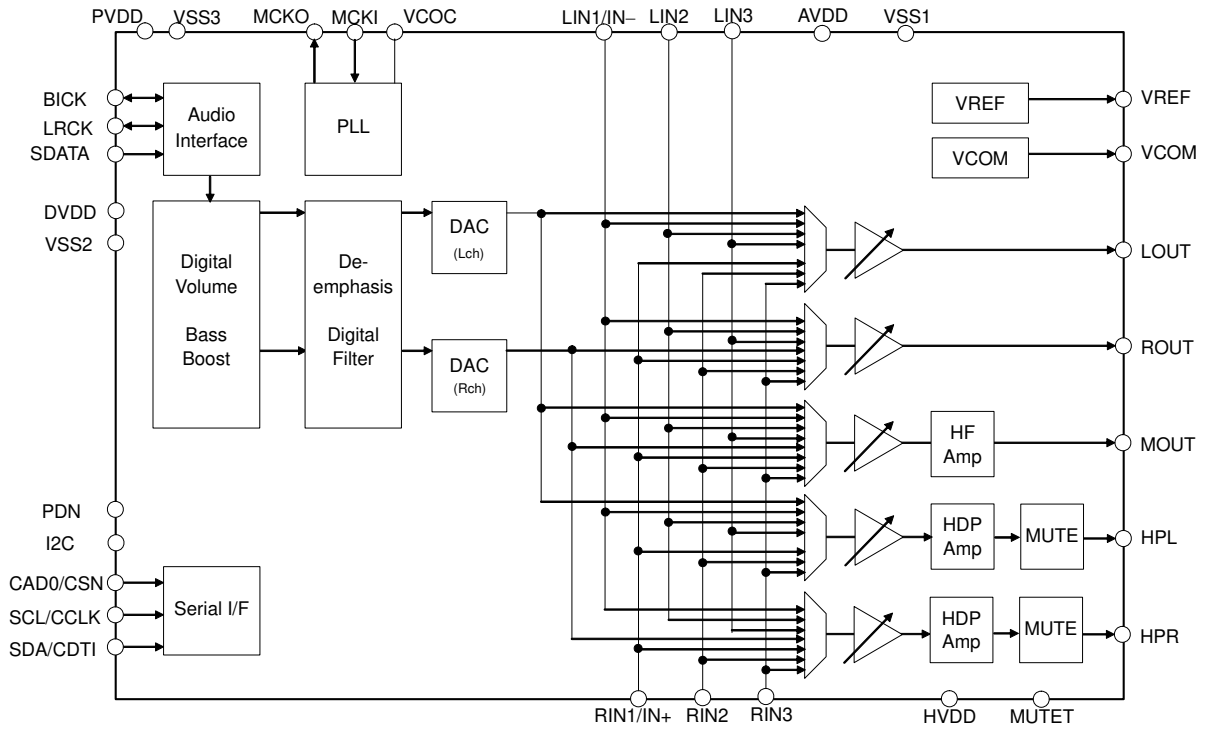 PVDD
VSS3
MCKO
MCKI
VCOC
LIN1/IN−
LIN2
LIN3
AVDD
VSS1
BICK
LRCK
SDATA
Audio
Interface
PLL
VREF
VREF
VCOM
VCOM
DVDD
VSS2
Digital
Volume
Bass
Boost
De-
emphasis
Digital
Filter
DAC
(Lch)
DAC
(Rch)
LOUT
ROUT
HF
Amp
MOUT
PDN
I2C
HDP
Amp
MUTE
HPL
CAD0/CSN
SCL/CCLK
SDA/CDTI
Serial I/F
HDP
Amp
MUTE
HPR
RIN1/IN+
RIN2
RIN3
HVDD
MUTET